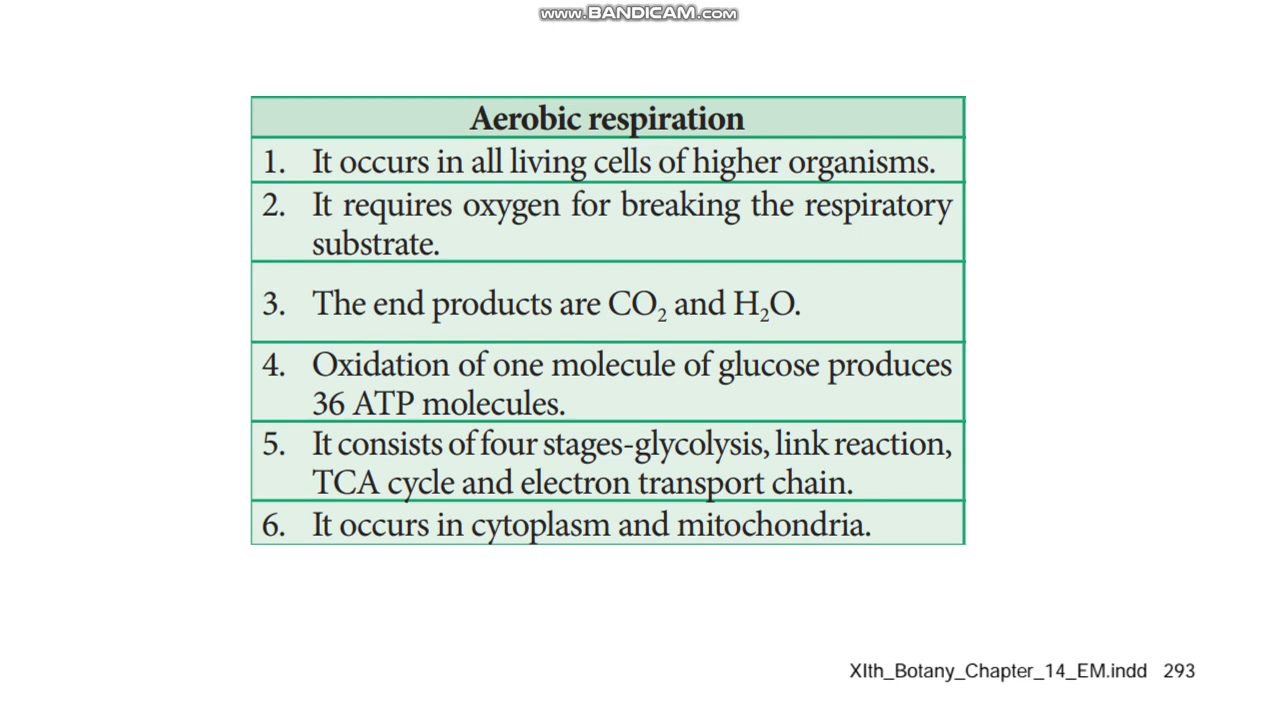 www.BANDICAM.com
Aerobic respiration
1. It occurs in all living cells of higher organisms.
2. It requires oxygen for breaking the respiratory
substrate.
3. The end products are CO₂ and H₂O.
4. Oxidation of one molecule of glucose produces
36 ATP molecules.
5. It consists of four stages-glycolysis, link reaction,
TCA cycle and electron transport chain.
6. It occurs in cytoplasm and mitochondria.
XIth_Botany_Chapter_14_EM.indd 293